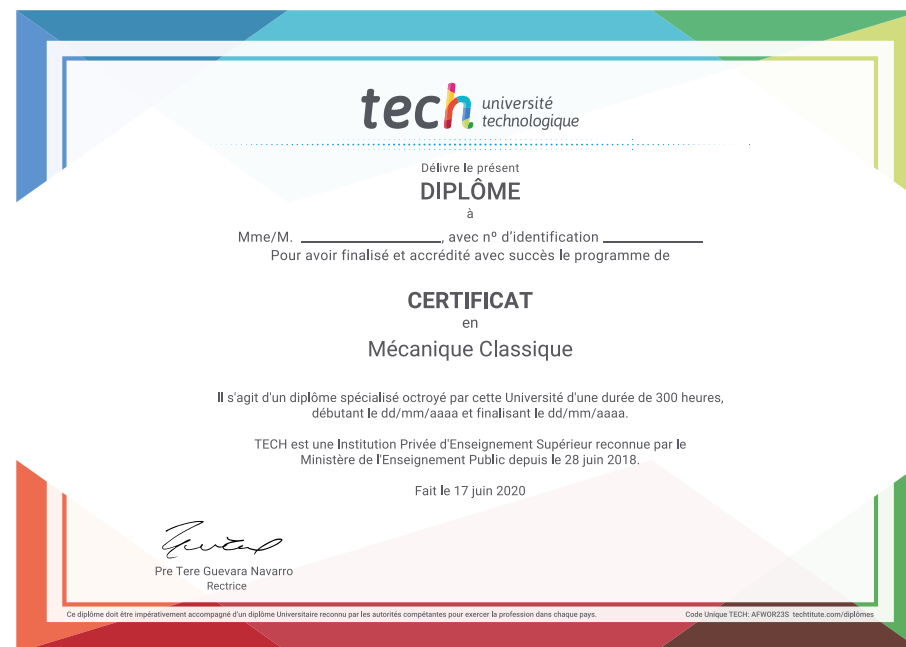 tech université
technologique
Délivre le présent
DIPLÔME
à
Mme/M. ____________________, avec nº d'identification ______________
Pour avoir finalisé et accrédité avec succès le programme de
CERTIFICAT
en
Mécanique Classique
Il s'agit d'un diplôme spécialisé octroyé par cette Université d'une durée de 300 heures,
débutant le dd/mm/aaaa et finalisant le dd/mm/aaaa.
TECH est une Institution Privée d'Enseignement Supérieur reconnue par le
Ministère de l'Enseignement Public depuis le 28 juin 2018.
Fait le 17 juin 2020
Pre Tere Guevara Navarro
Rectrice
Ce diplôme doit être impérativement accompagné d'un diplôme Universitaire reconnu par les autorités compétantes pour exercer la profession dans chaque pays.
Code Unique TECH: AFWOR23S techtitute.com/diplômes